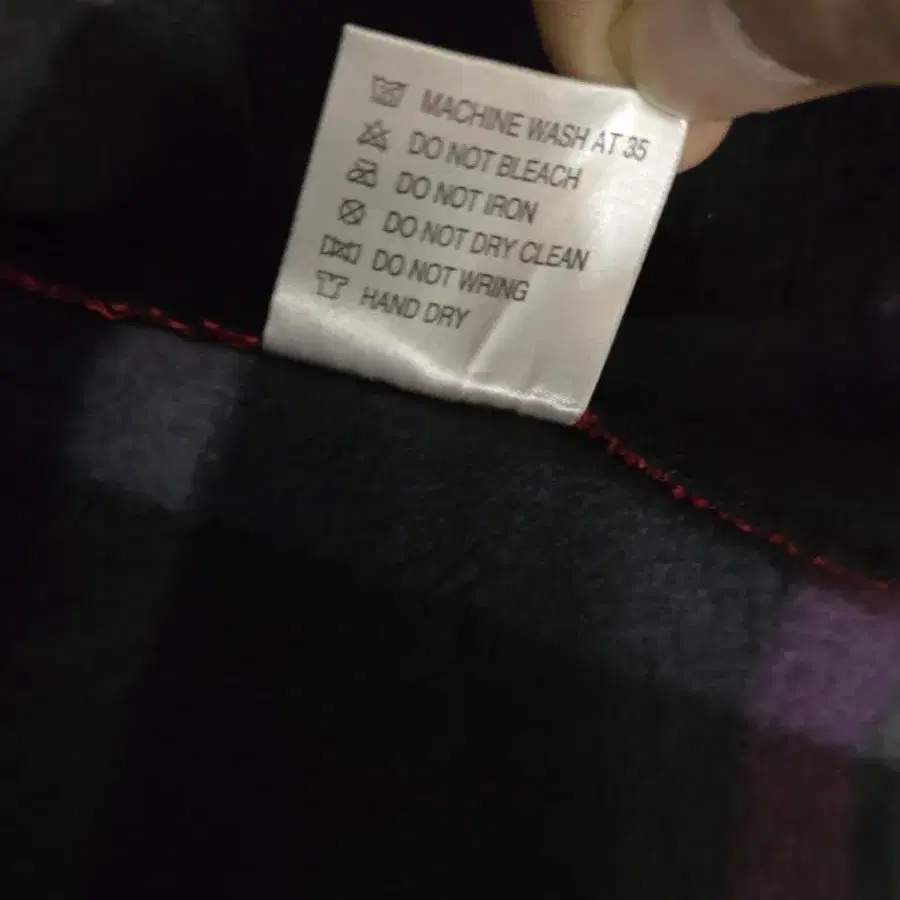 MACHINE WASH AT 35
DO NOT BLEACH
DO NOT IRON
DO NOT DRY CLEAN
DO NOT WRING
HAND DRY